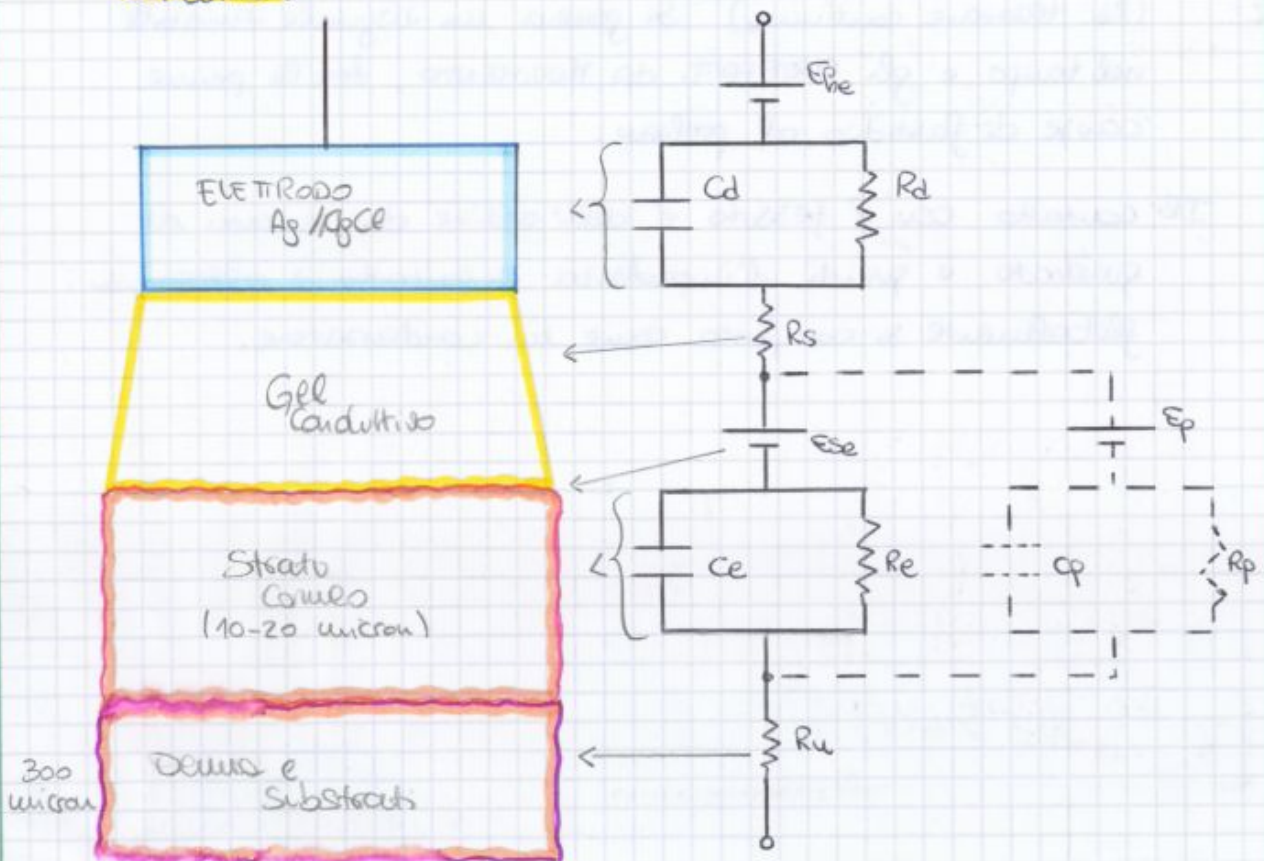 Ehe
ELETTRODO
Ag//AgCl
Cd
Rd
Rs
Gel
Conduttivo
Ese
Ep
Strato
Corneo
(10-20 micron)
Ce
Re
Cp
Rp
300
micron
Derma e
Substrati
Ru